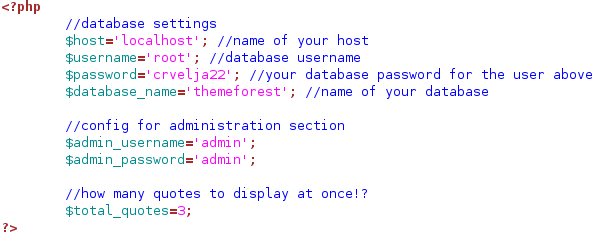 <?php
//database settings
$host='localhost'; //name of your host
$username='root'; //database username
$password='crvelja22'; //your database password for the user above
$database_name='themeforest'; //name of your database
//config for administration section
$admin_username='admin';
$admin_password='admin';
//how many quotes to display at once!?
$total_quotes=3;
?>